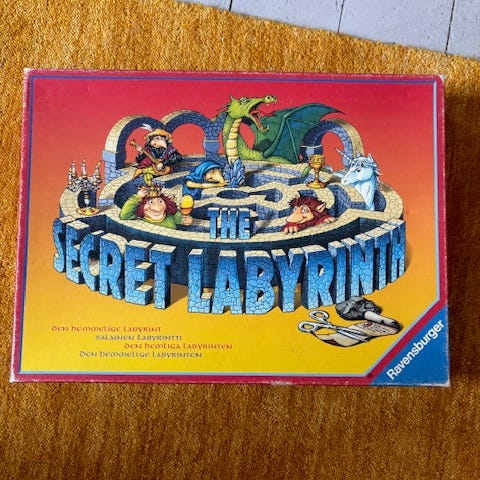 THE
SECRET LABYRINTH
DEN HEMMELIGE LABYRINT
SALAINEN LABYRINTTI
DEN HEMLIGA LABYRINTEN
DEN HEMMELIGE LABYRINTEN
Ravensburger